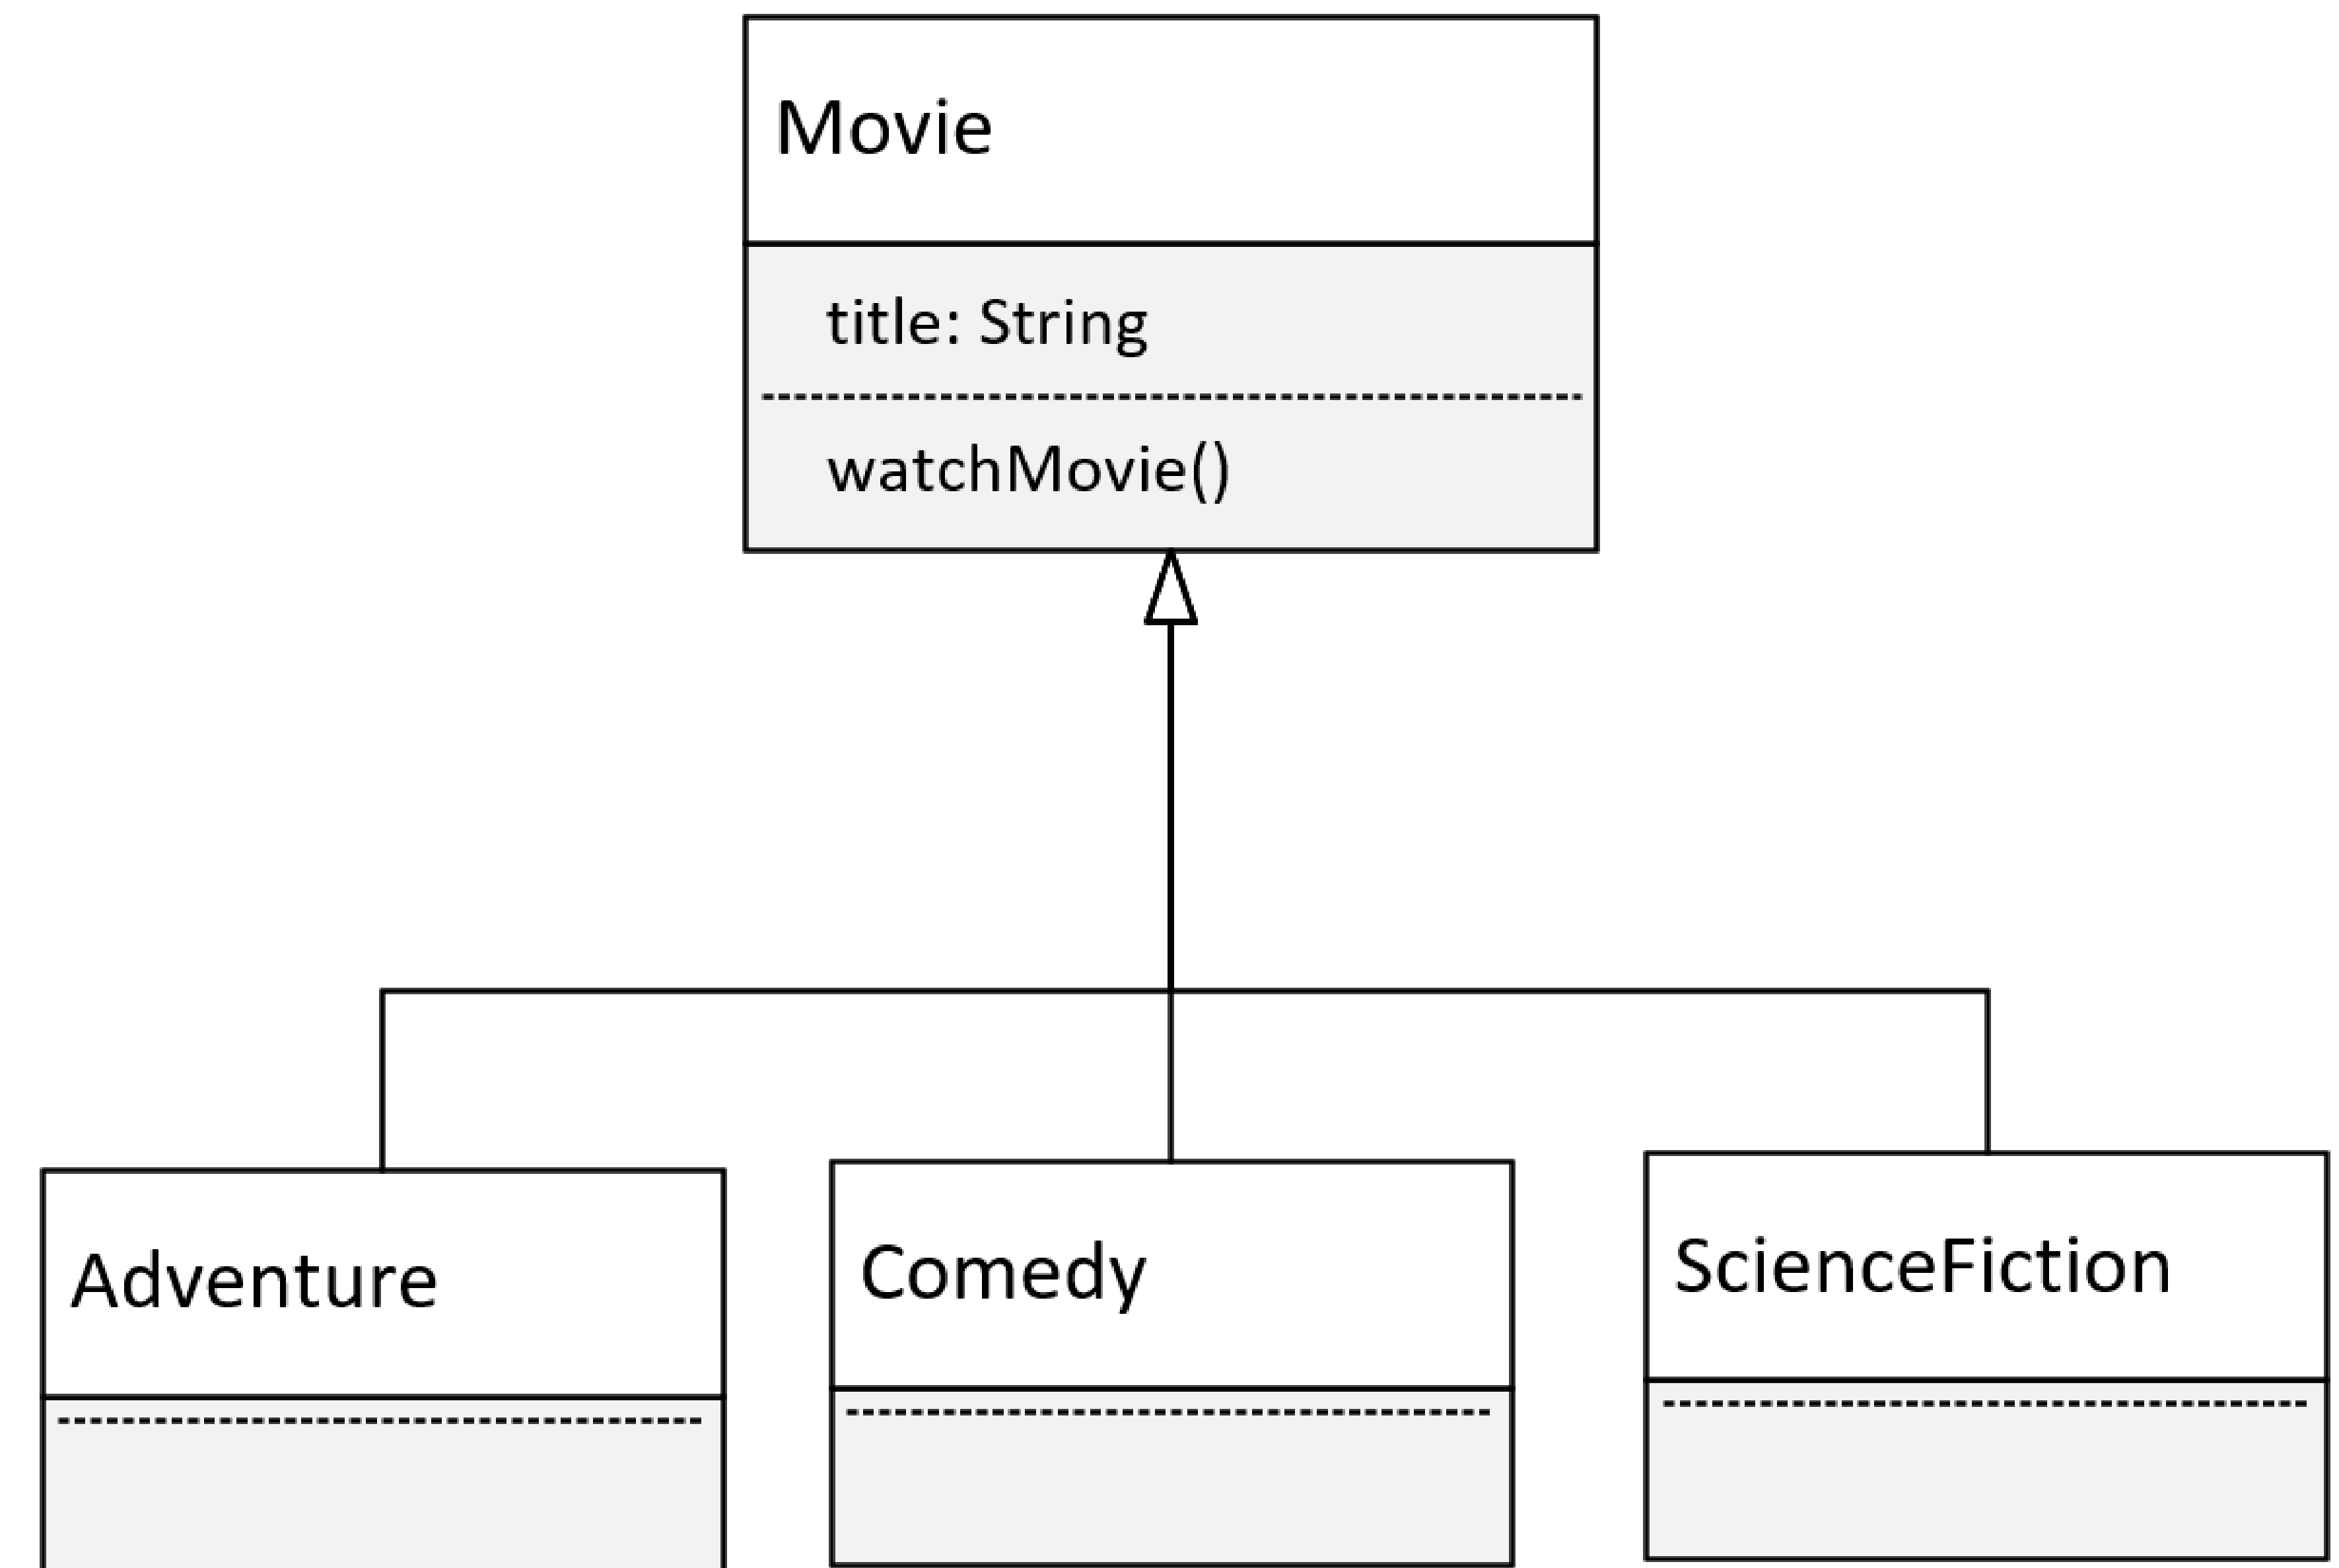 Movie
title: String
watchMovie()
Adventure
Comedy
ScienceFiction